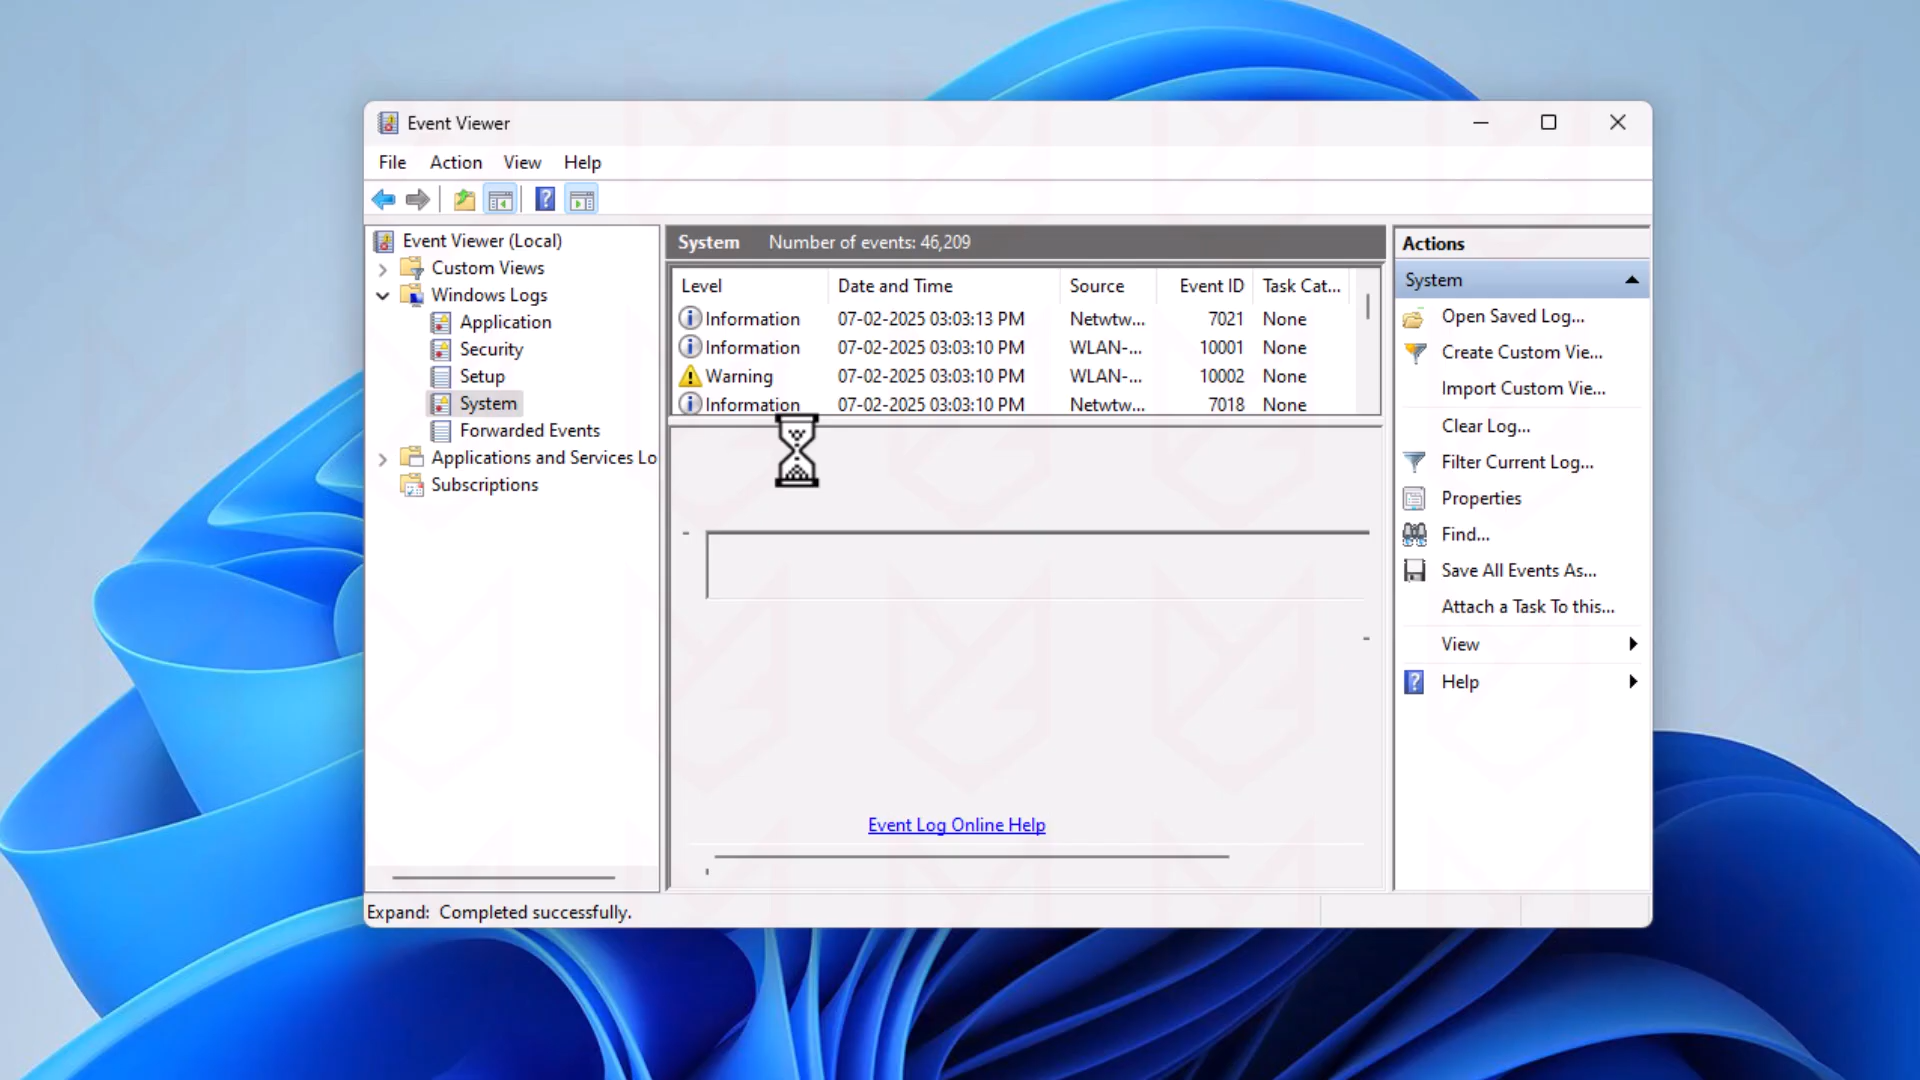 Event Viewer
File Action View Help
Event Viewer (Local)
Custom Views
Windows Logs
Application
Security
Setup
System
Forwarded Events
Applications and Services Lo
Subscriptions
System Number of events: 46,209
Level Date and Time Source Event ID Task Cat...
Information 07-02-2025 03:03:13 PM Netwtw... 7021 None
Information 07-02-2025 03:03:10 PM WLAN-... 10001 None
Warning 07-02-2025 03:03:10 PM WLAN-... 10002 None
Information 07-02-2025 03:03:10 PM Netwtw... 7018 None
Event Log Online Help
Actions
System
Open Saved Log...
Create Custom Vie...
Import Custom Vie...
Clear Log...
Filter Current Log...
Properties
Find...
Save All Events As...
Attach a Task To this...
View
Help
Expand: Completed successfully.